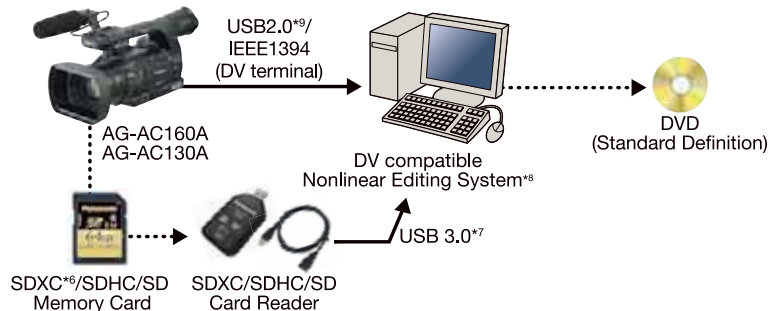 USB2.0*9/
IEEE1394
(DV terminal)
AG-AC160A
AG-AC130A
DVD
(Standard Definition)
DV compatible
Nonlinear Editing System*8
USB 3.0*7
SDXC*6/SDHC/SD
Memory Card
SDXC/SDHC/SD
Card Reader